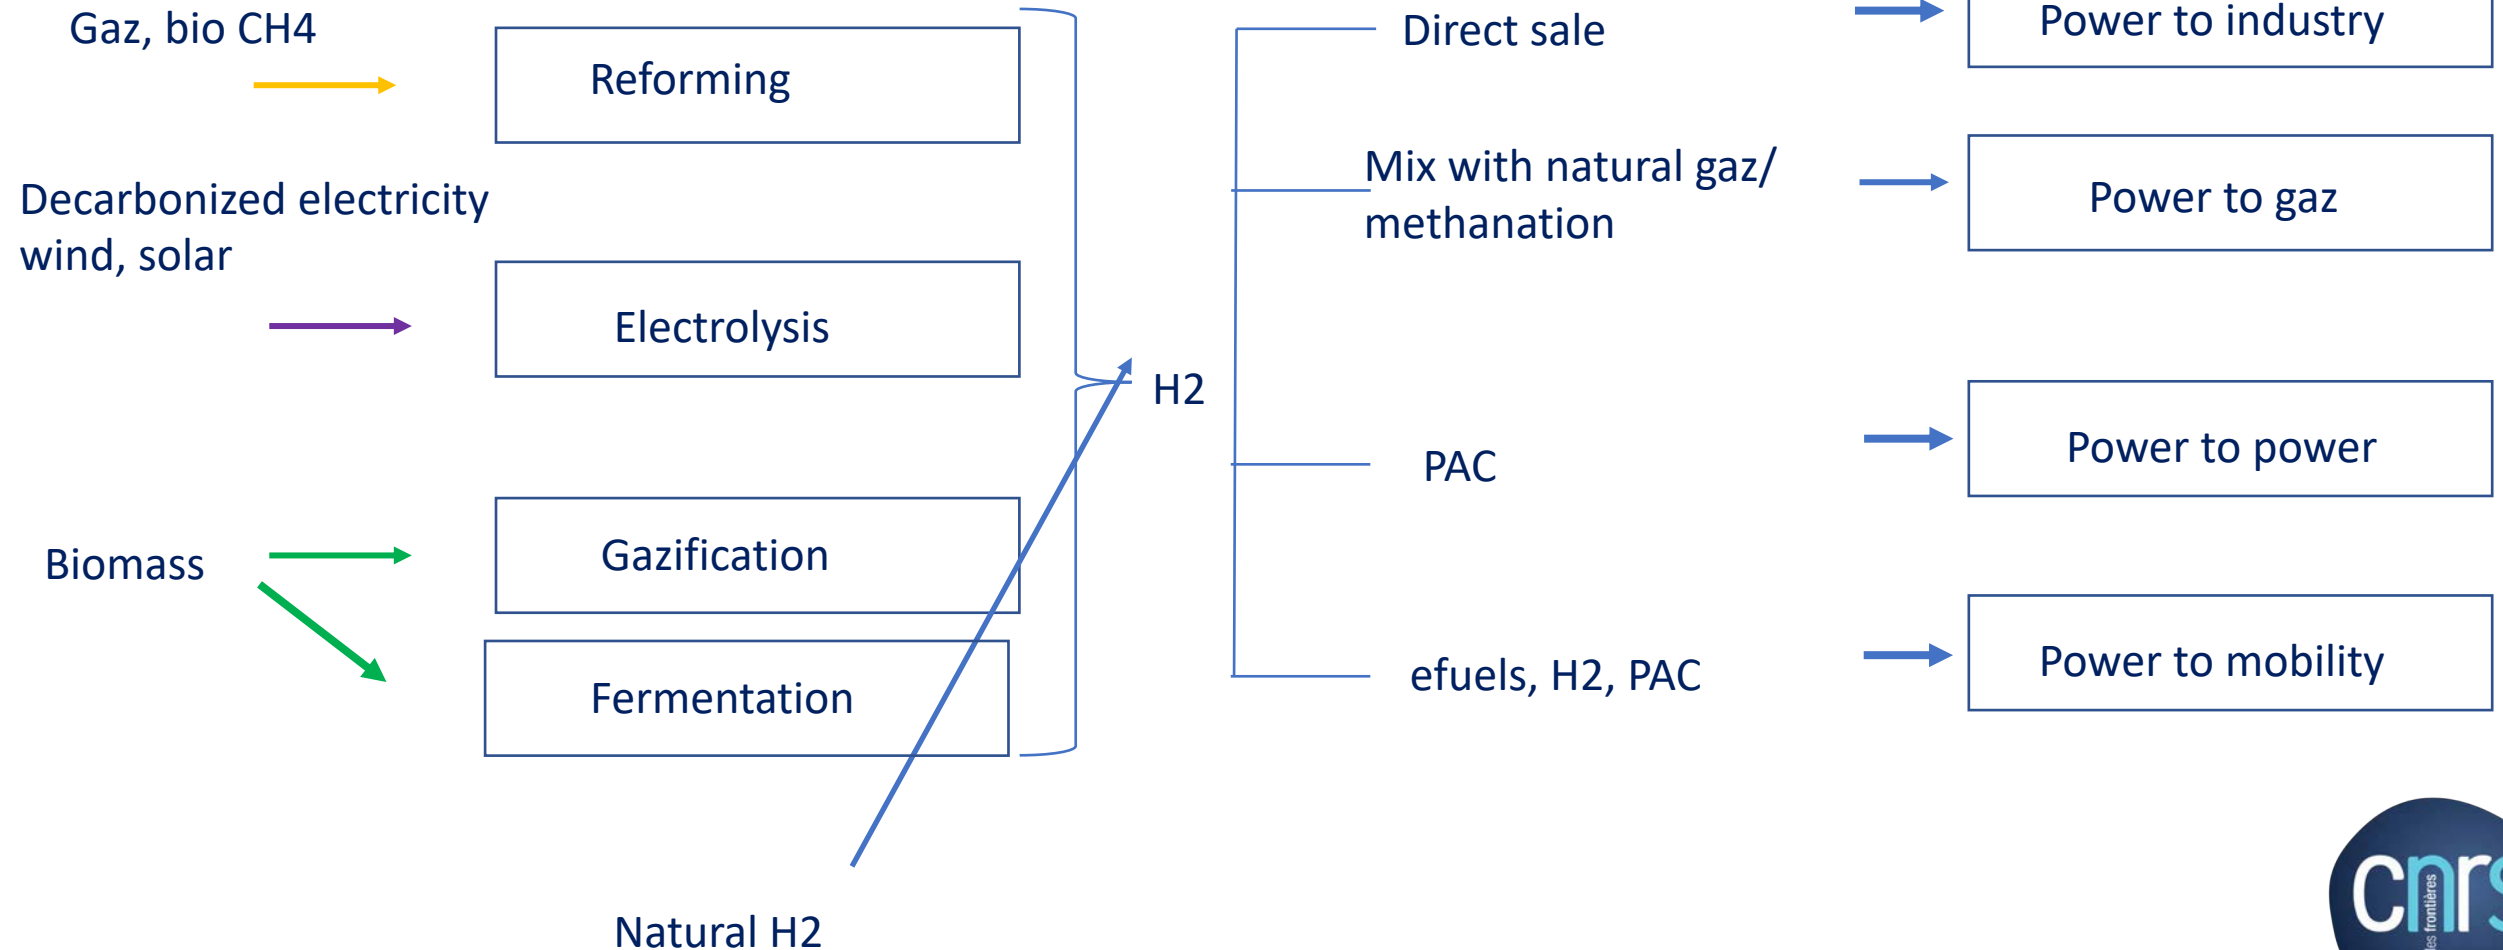 Gaz, bio CH4
Reforming
Decarbonized electricity
wind, solar
Electrolysis
Biomass
Gazification
Fermentation
Natural H2
H2
Direct sale
Mix with natural gaz/
methanation
PAC
efuels, H2, PAC
Power to industry
Power to gaz
Power to power
Power to mobility
cnrs
les frontières